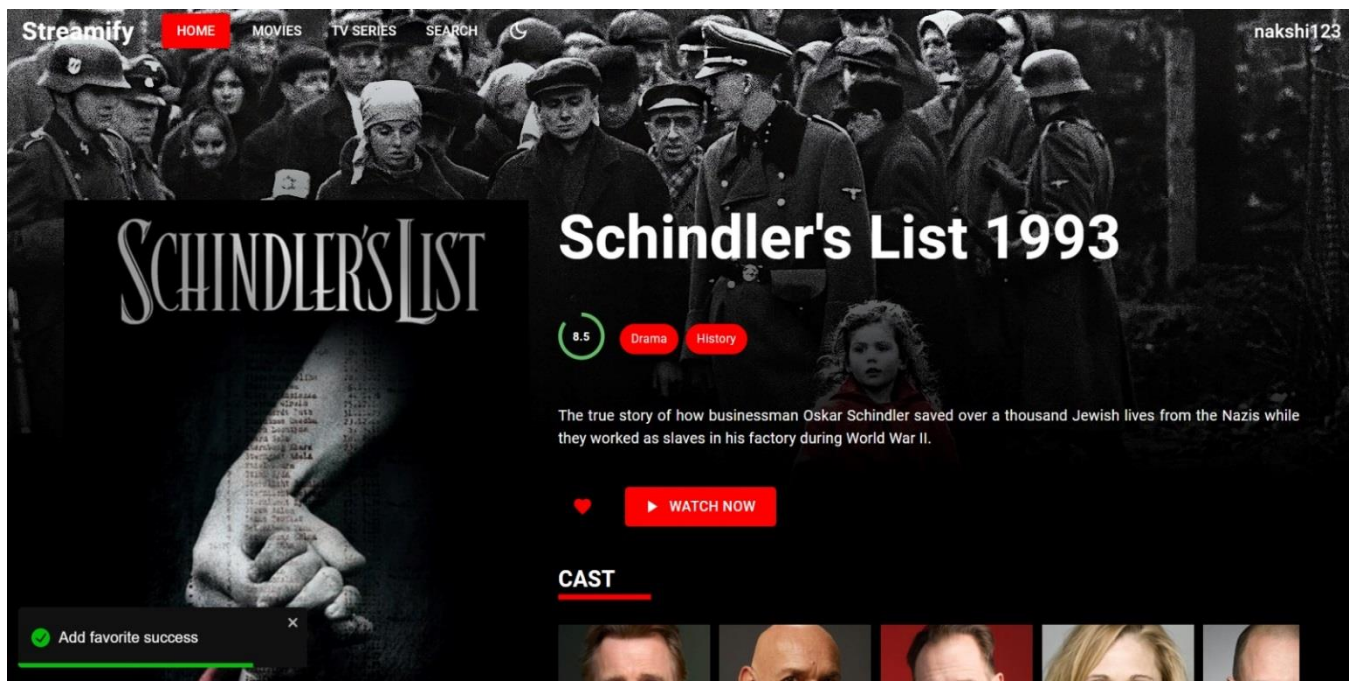 Streamify HOME MOVIES TV SERIES SEARCH nakshi123
SCHINDLER'S LIST
Schindler's List 1993
8.5 Drama History
The true story of how businessman Oskar Schindler saved over a thousand Jewish lives from the Nazis while
they worked as slaves in his factory during World War II.
WATCH NOW
CAST
Add favorite success